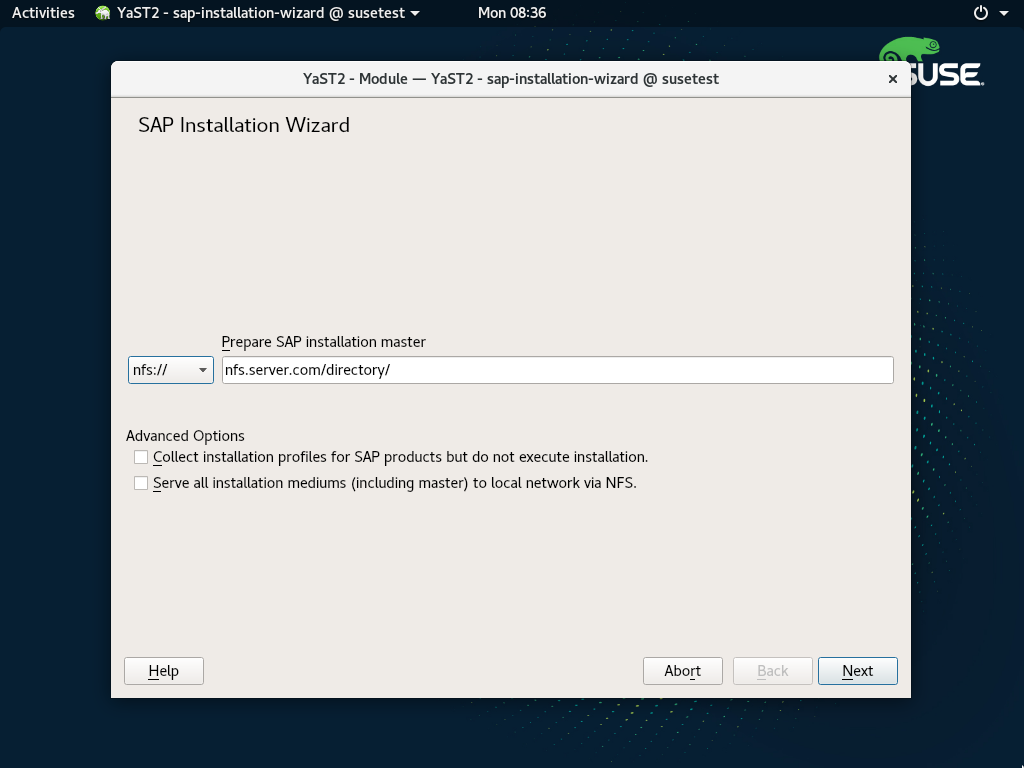 Activities YaST2 - sap-installation-wizard @ susetest Mon 08:36
SUSE
YaST2 - Module — YaST2 - sap-installation-wizard @ susetest
SAP Installation Wizard
Prepare SAP installation master
nfs:// nfs.server.com/directory/
Advanced Options
Collect installation profiles for SAP products but do not execute installation.
Serve all installation mediums (including master) to local network via NFS.
Help Abort Back Next